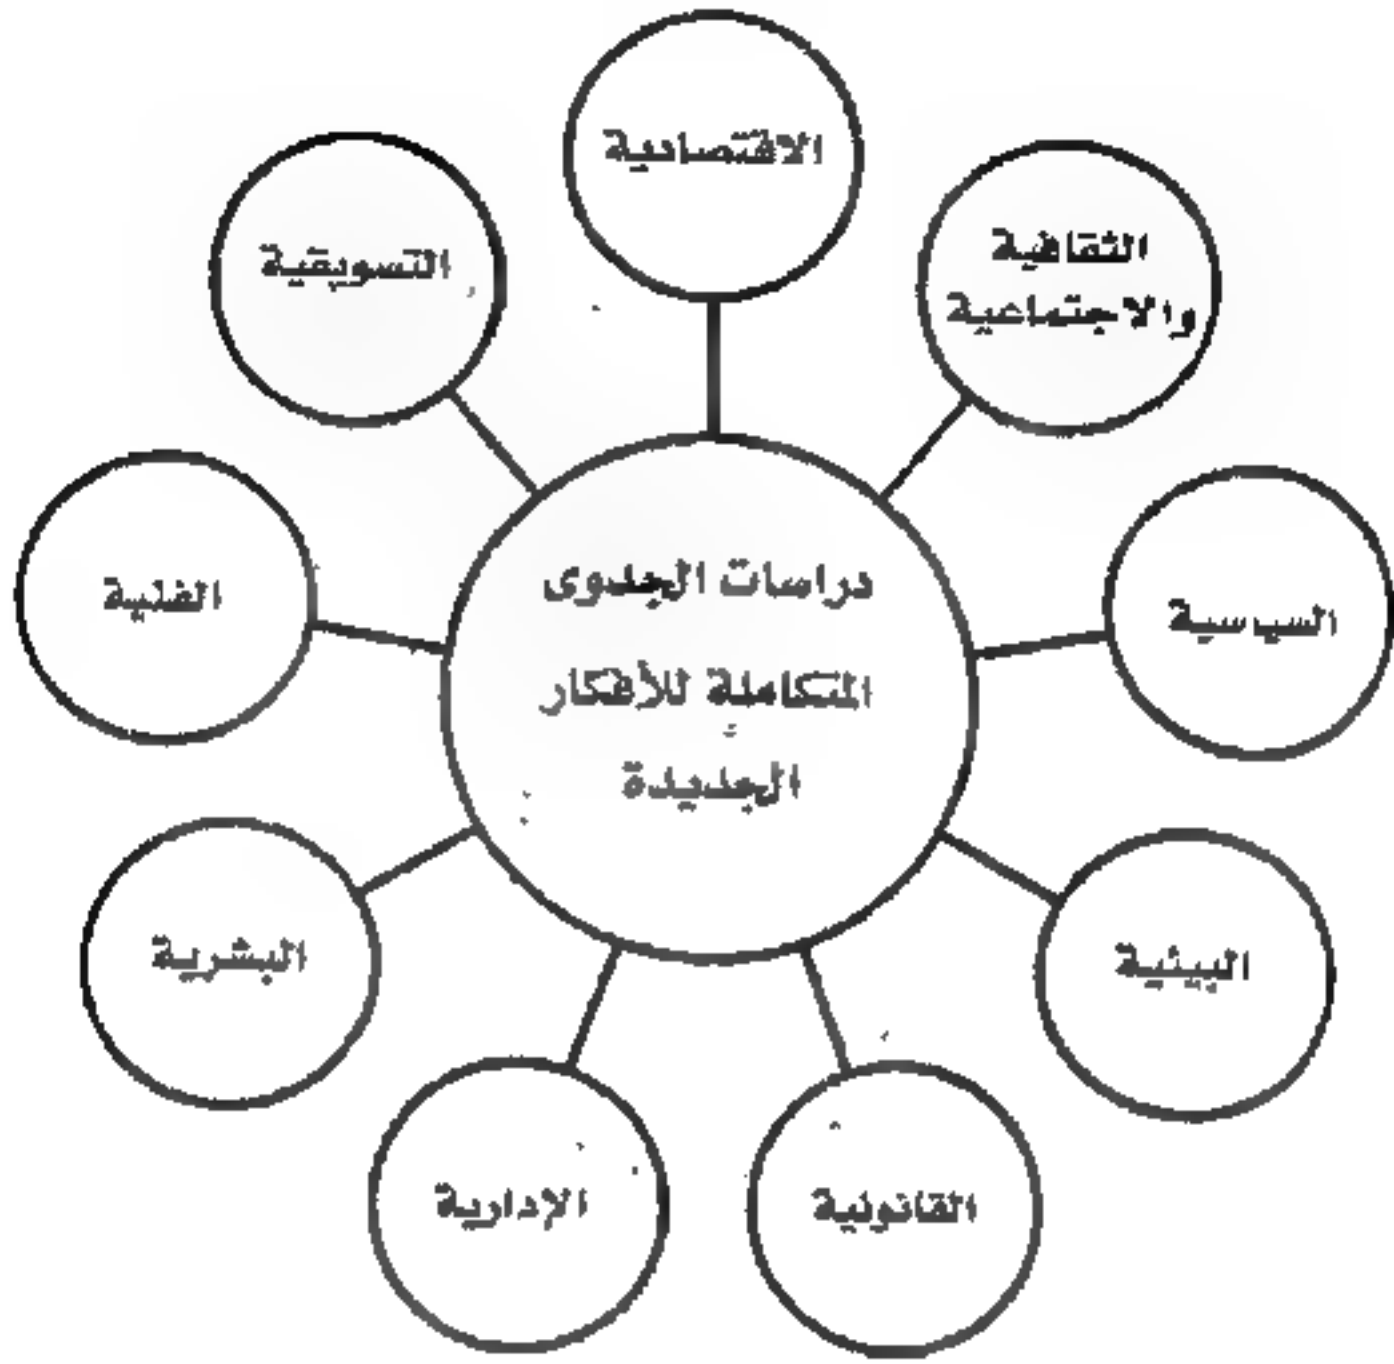 الاقتصادية
الثقافية
والاجتماعية
التسويقية
السياسية
الفنية
دراسات الجدوى
المتكاملة للأفكار
الجديدة
البيئية
البشرية
القانونية
الإدارية